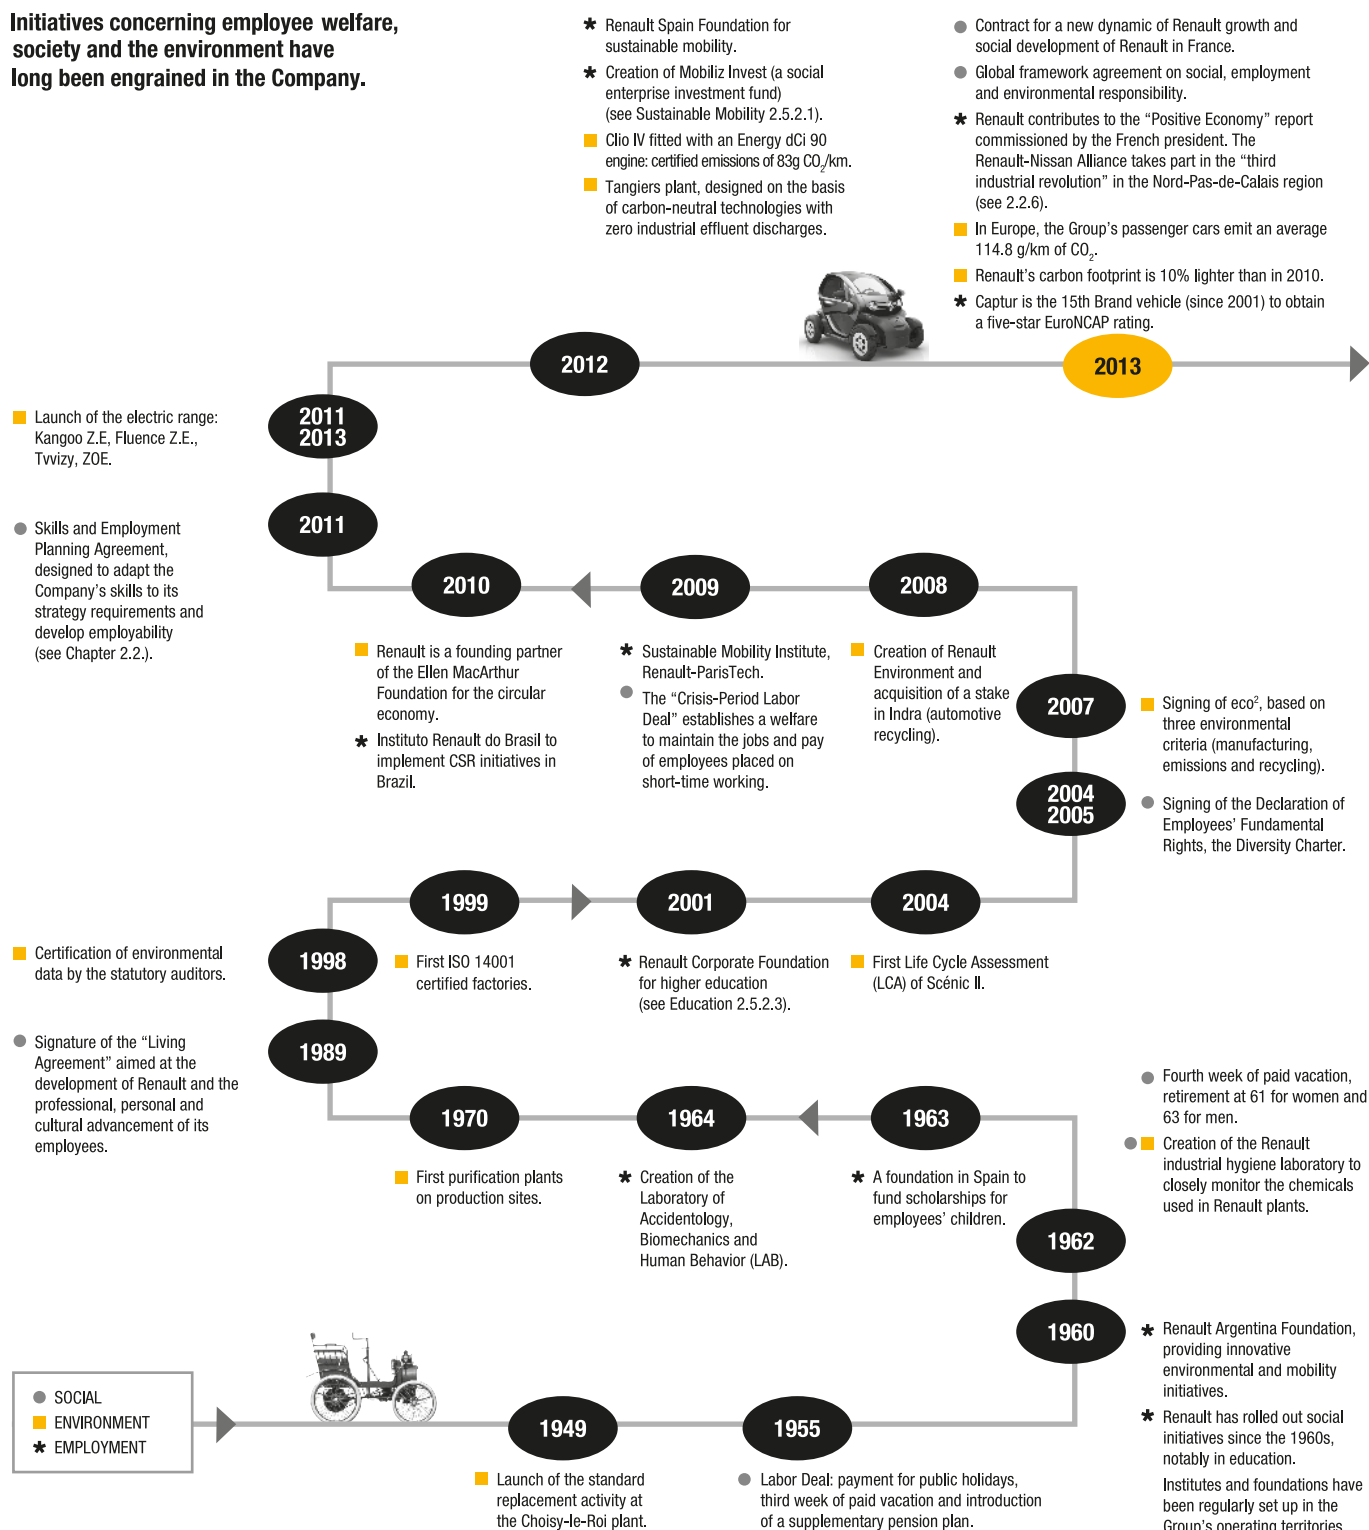 Initiatives concerning employee welfare,
society and the environment have
long been engrained in the Company.
* Renault Spain Foundation for
sustainable mobility.
* Creation of Mobiliz Invest (a social
enterprise investment fund)
(see Sustainable Mobility 2.5.2.1).
Clio IV fitted with an Energy dCi 90
engine: certified emissions of 83g CO₂/km.
Tangiers plant, designed on the basis
of carbon-neutral technologies with
zero industrial effluent discharges.
Contract for a new dynamic of Renault growth and
social development of Renault in France.
Global framework agreement on social, employment
and environmental responsibility.
* Renault contributes to the “Positive Economy” report
commissioned by the French president. The
Renault-Nissan Alliance takes part in the “third
industrial revolution” in the Nord-Pas-de-Calais region
(see 2.2.6).
In Europe, the Group’s passenger cars emit an average
114.8 g/km of CO₂.
Renault’s carbon footprint is 10% lighter than in 2010.
* Captur is the 15th Brand vehicle (since 2001) to obtain
a five-star EuroNCAP rating.
2012
2013
Launch of the electric range:
Kangoo Z.E, Fluence Z.E.,
Tvvizy, ZOE.
2011
2013
Skills and Employment
Planning Agreement,
designed to adapt the
Company’s skills to its
strategy requirements and
develop employability
(see Chapter 2.2.).
2011
2010
2009
2008
Renault is a founding partner
of the Ellen MacArthur
Foundation for the circular
economy.
* Instituto Renault do Brasil to
implement CSR initiatives in
Brazil.
* Sustainable Mobility Institute,
Renault-ParisTech.
The “Crisis-Period Labor
Deal” establishes a welfare
to maintain the jobs and pay
of employees placed on
short-time working.
Creation of Renault
Environment and
acquisition of a stake
in Indra (automotive
recycling).
2007
Signing of eco², based on
three environmental
criteria (manufacturing,
emissions and recycling).
2004
2005
Signing of the Declaration of
Employees’ Fundamental
Rights, the Diversity Charter.
1999
2001
2004
Certification of environmental
data by the statutory auditors.
1998
First ISO 14001
certified factories.
* Renault Corporate Foundation
for higher education
(see Education 2.5.2.3).
First Life Cycle Assessment
(LCA) of Scénic II.
Signature of the “Living
Agreement” aimed at the
development of Renault and the
professional, personal and
cultural advancement of its
employees.
1989
1970
1964
1963
Fourth week of paid vacation,
retirement at 61 for women and
63 for men.
Creation of the Renault
industrial hygiene laboratory to
closely monitor the chemicals
used in Renault plants.
First purification plants
on production sites.
* Creation of the
Laboratory of
Accidentology,
Biomechanics and
Human Behavior (LAB).
* A foundation in Spain to
fund scholarships for
employees’ children.
1962
1960
* Renault Argentina Foundation,
providing innovative
environmental and mobility
initiatives.
* Renault has rolled out social
initiatives since the 1960s,
notably in education.
Institutes and foundations have
been regularly set up in the
Group’s operating territories
SOCIAL
ENVIRONMENT
* EMPLOYMENT
1949
1955
Launch of the standard
replacement activity at
the Choisy-le-Roi plant.
Labor Deal: payment for public holidays,
third week of paid vacation and introduction
of a supplementary pension plan.